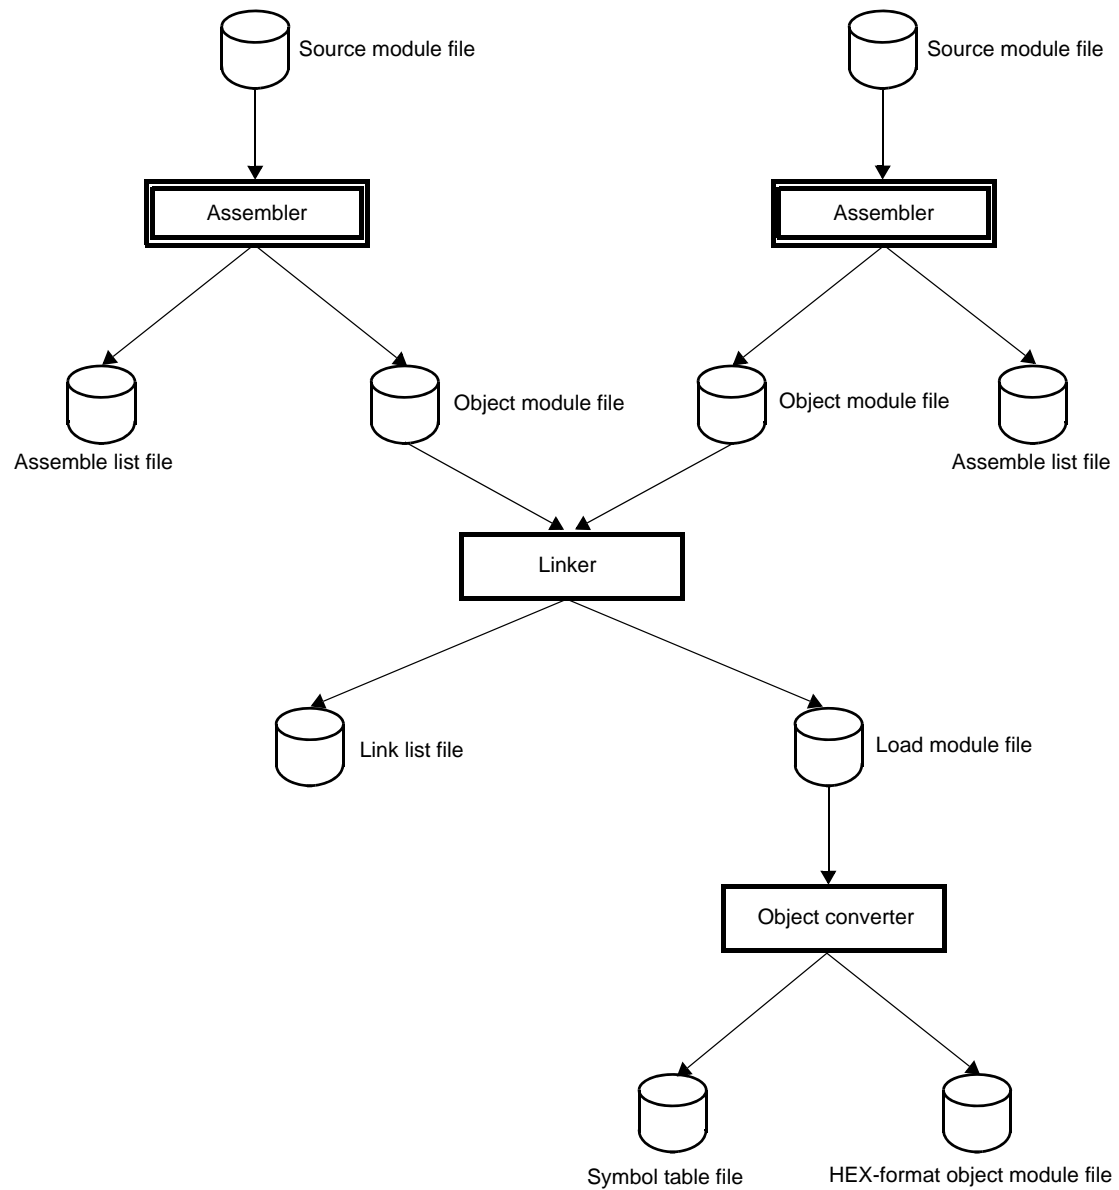 Source module file
Source module file
Assembler
Assembler
Object module file
Object module file
Assemble list file
Assemble list file
Linker
Link list file
Load module file
Object converter
Symbol table file
HEX-format object module file